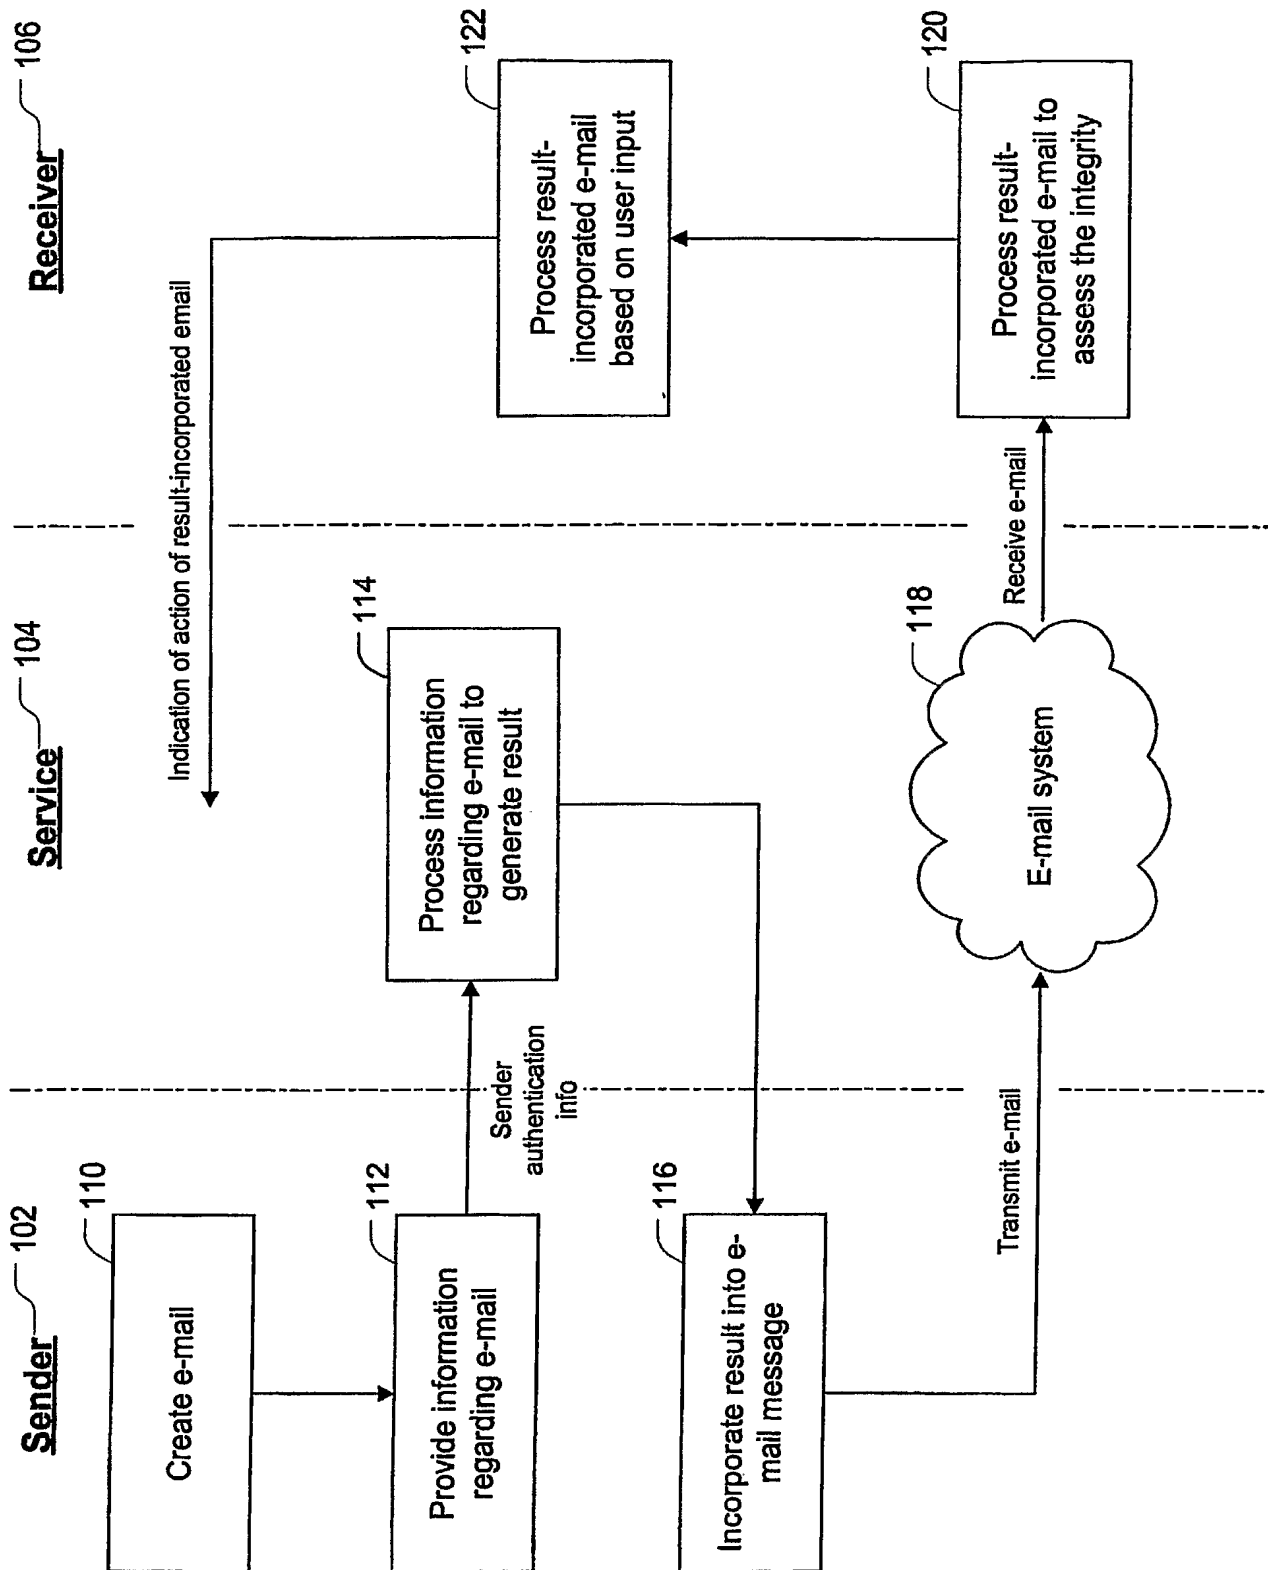 Sender 102
Service 104
Receiver 106
110
Create e-mail
112
Provide information
regarding e-mail
Sender
authentication
info
114
Process information
regarding e-mail to
generate result
116
Incorporate result into e-
mail message
Transmit e-mail
118
E-mail system
Receive e-mail
120
Process result-
incorporated e-mail to
assess the integrity
122
Process result-
incorporated e-mail
based on user input
Indication of action of result-incorporated email